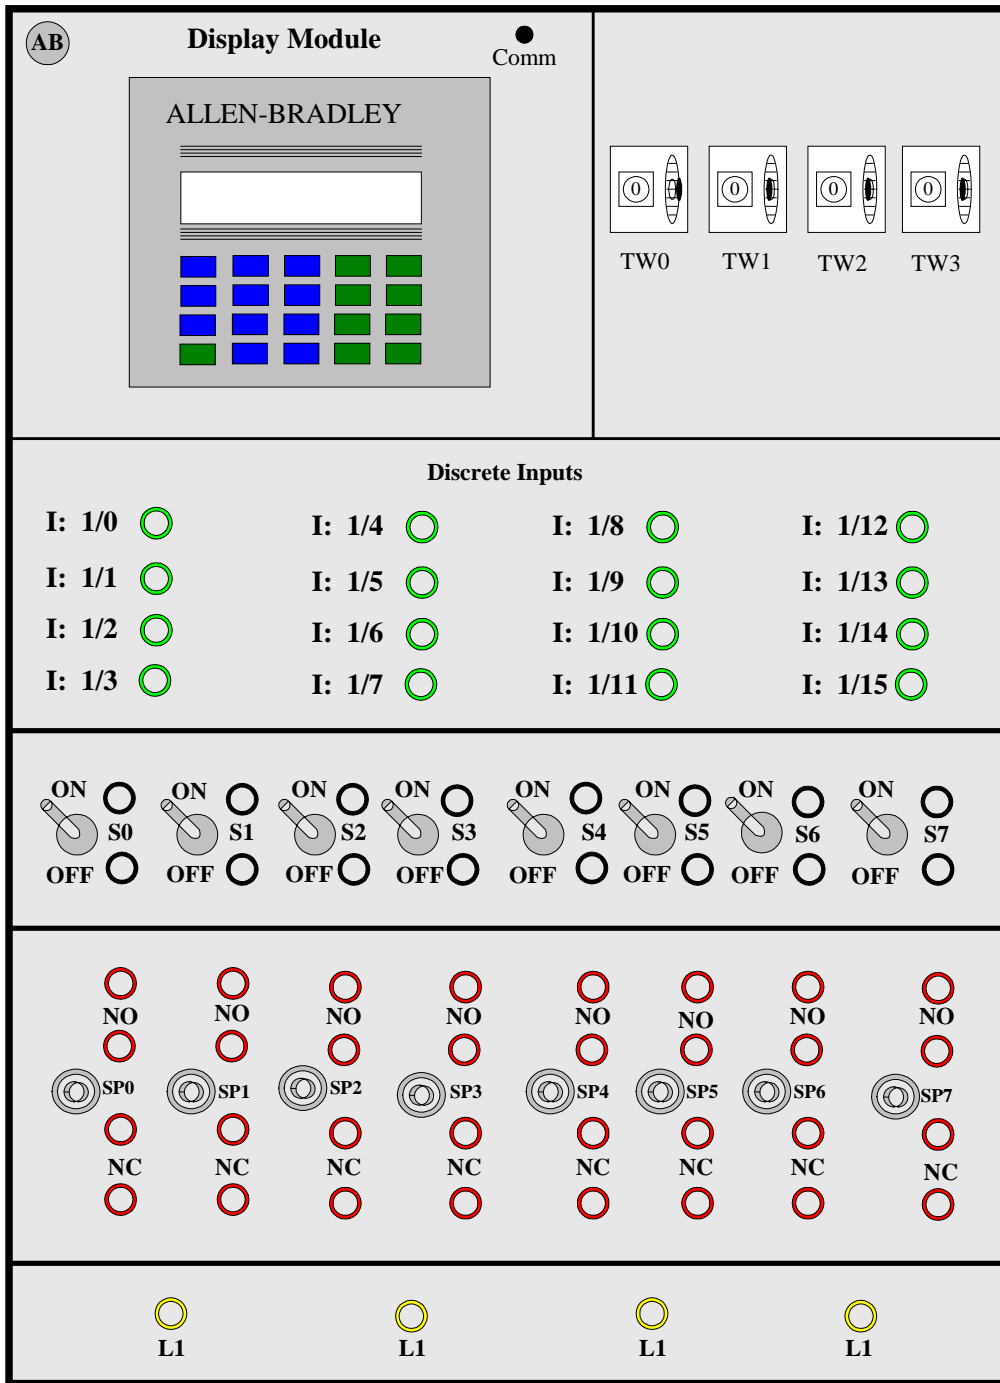 AB Display Module
Comm
ALLEN-BRADLEY
0 0 0 0
TW0 TW1 TW2 TW3
Discrete Inputs
I: 1/0 I: 1/4 I: 1/8 I: 1/12
I: 1/1 I: 1/5 I: 1/9 I: 1/13
I: 1/2 I: 1/6 I: 1/10 I: 1/14
I: 1/3 I: 1/7 I: 1/11 I: 1/15
ON ON ON ON ON ON ON ON
S0 S1 S2 S3 S4 S5 S6 S7
OFF OFF OFF OFF OFF OFF OFF OFF
NO NO NO NO NO NO NO NO
SP0 SP1 SP2 SP3 SP4 SP5 SP6 SP7
NC NC NC NC NC NC NC NC
L1 L1 L1 L1